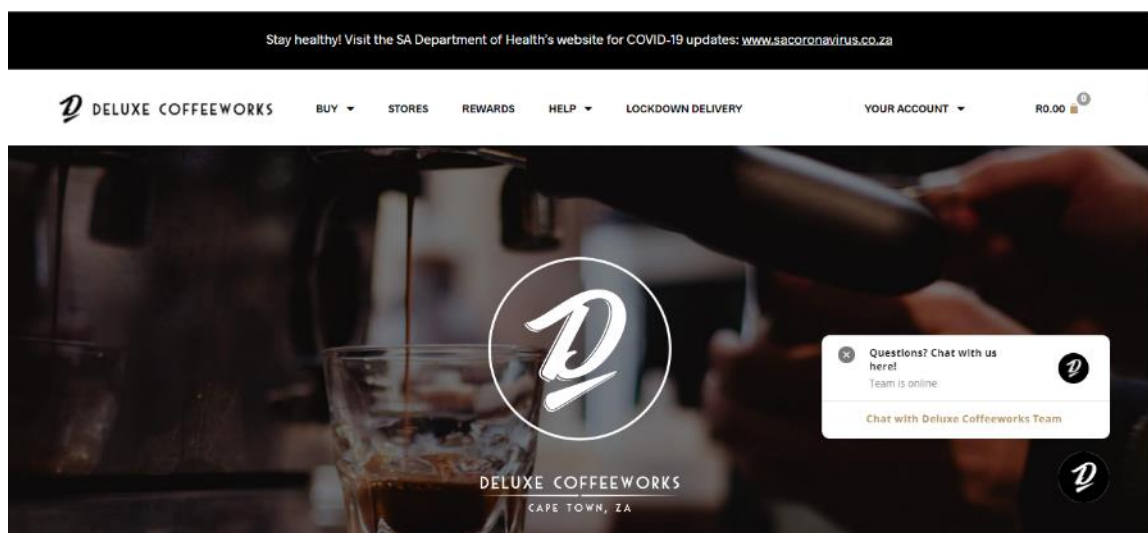 Stay healthy! Visit the SA Department of Health's website for COVID-19 updates: www.sacoronavirus.co.za
D DELUXE COFFEEWORKS BUY STORES REWARDS HELP LOCKDOWN DELIVERY YOUR ACCOUNT R0.00 0
D
DELUXE COFFEEWORKS
CAPE TOWN, ZA
Questions? Chat with us
here!
Team is online
D
Chat with Deluxe Coffeeworks Team
D